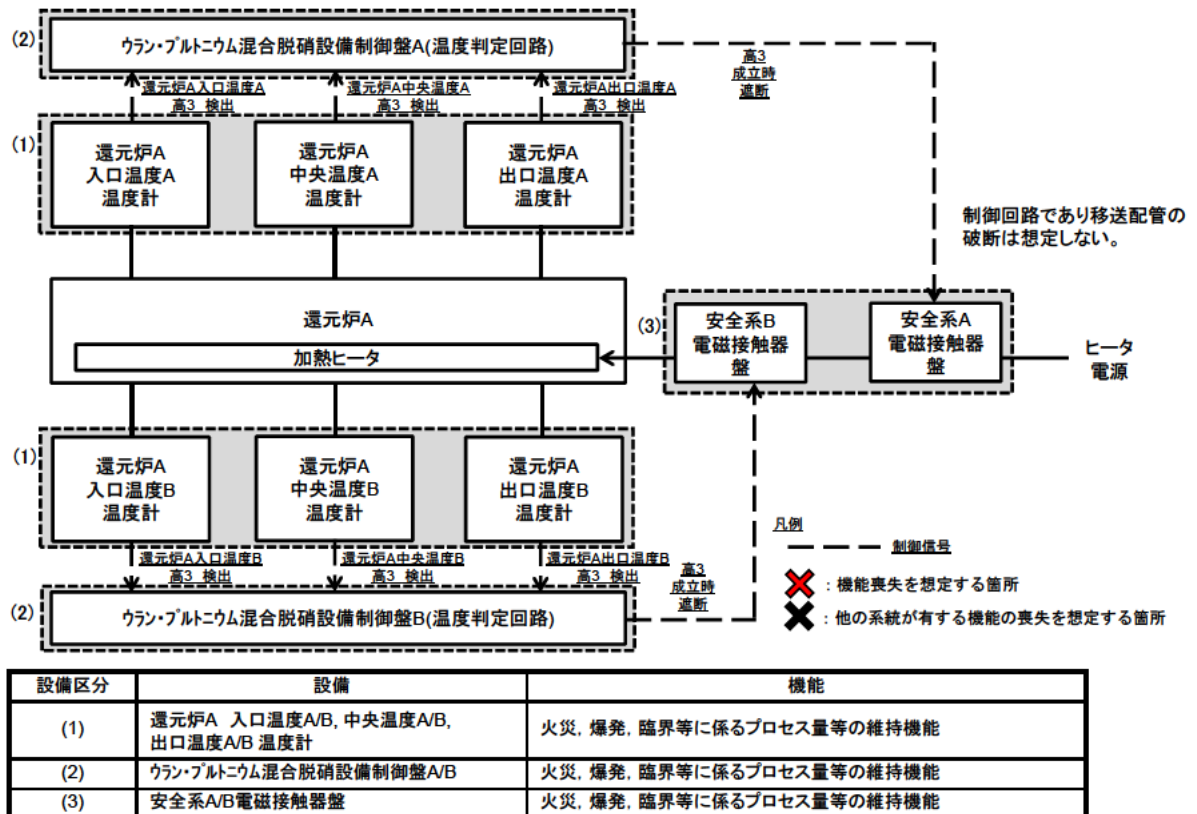 (2)
ウラン・プルトニウム混合脱硝設備制御盤A(温度判定回路)
高3
成立時
遮断
還元炉A入口温度A
高3 検出
還元炉A中央温度A
高3 検出
還元炉A出口温度A
高3 検出
(1)
還元炉A
入口温度A
温度計
還元炉A
中央温度A
温度計
還元炉A
出口温度A
温度計
制御回路であり移送配管の
破断は想定しない。
還元炉A
加熱ヒータ
(3)
安全系B
電磁接触器
盤
安全系A
電磁接触器
盤
ヒータ
電源
(1)
還元炉A
入口温度B
温度計
還元炉A
中央温度B
温度計
還元炉A
出口温度B
温度計
還元炉A入口温度B
高3 検出
還元炉A中央温度B
高3 検出
還元炉A出口温度B
高3 検出
高3
成立時
遮断
(2)
ウラン・プルトニウム混合脱硝設備制御盤B(温度判定回路)
凡例
制御信号
：機能喪失を想定する箇所
：他の系統が有する機能の喪失を想定する箇所
設備区分 設備 機能
(1) 還元炉A 入口温度A/B, 中央温度A/B,
出口温度A/B 温度計 火災, 爆発, 臨界等に係るプロセス量等の維持機能
(2) ウラン・プルトニウム混合脱硝設備制御盤A/B 火災, 爆発, 臨界等に係るプロセス量等の維持機能
(3) 安全系A/B電磁接触器盤 火災, 爆発, 臨界等に係るプロセス量等の維持機能